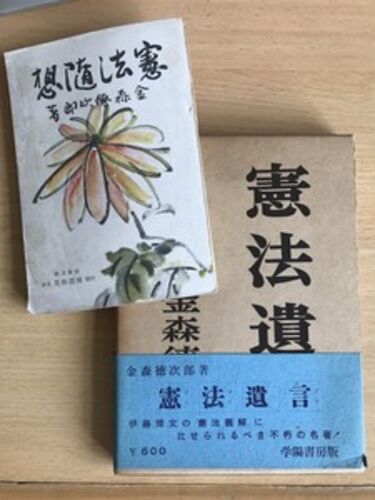 憲法随想
金森徳次郎著
憲法遺
金森徳
金森徳次郎著
憲法遺言
伊藤博文の「憲法義解」に
比せられるべき不朽の名著!
¥600
学陽書房版